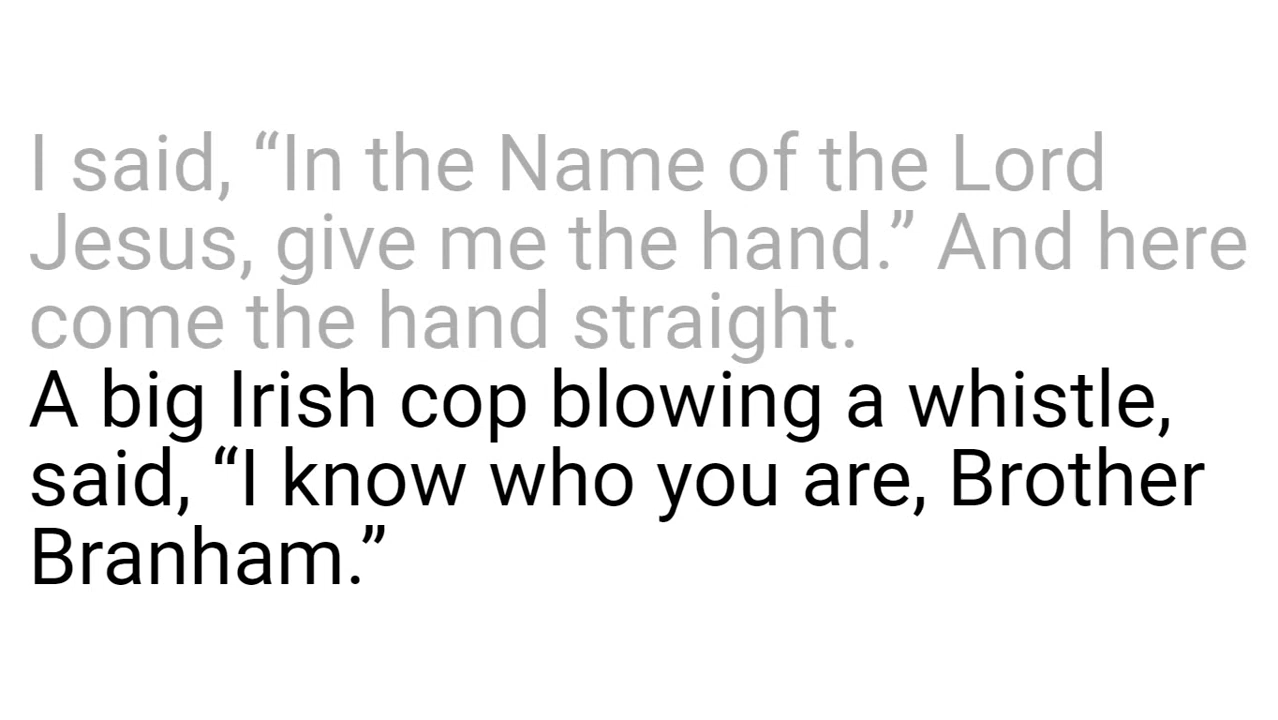 I said, “In the Name of the Lord
Jesus, give me the hand.” And here
come the hand straight.
A big Irish cop blowing a whistle,
said, “I know who you are, Brother
Branham.”